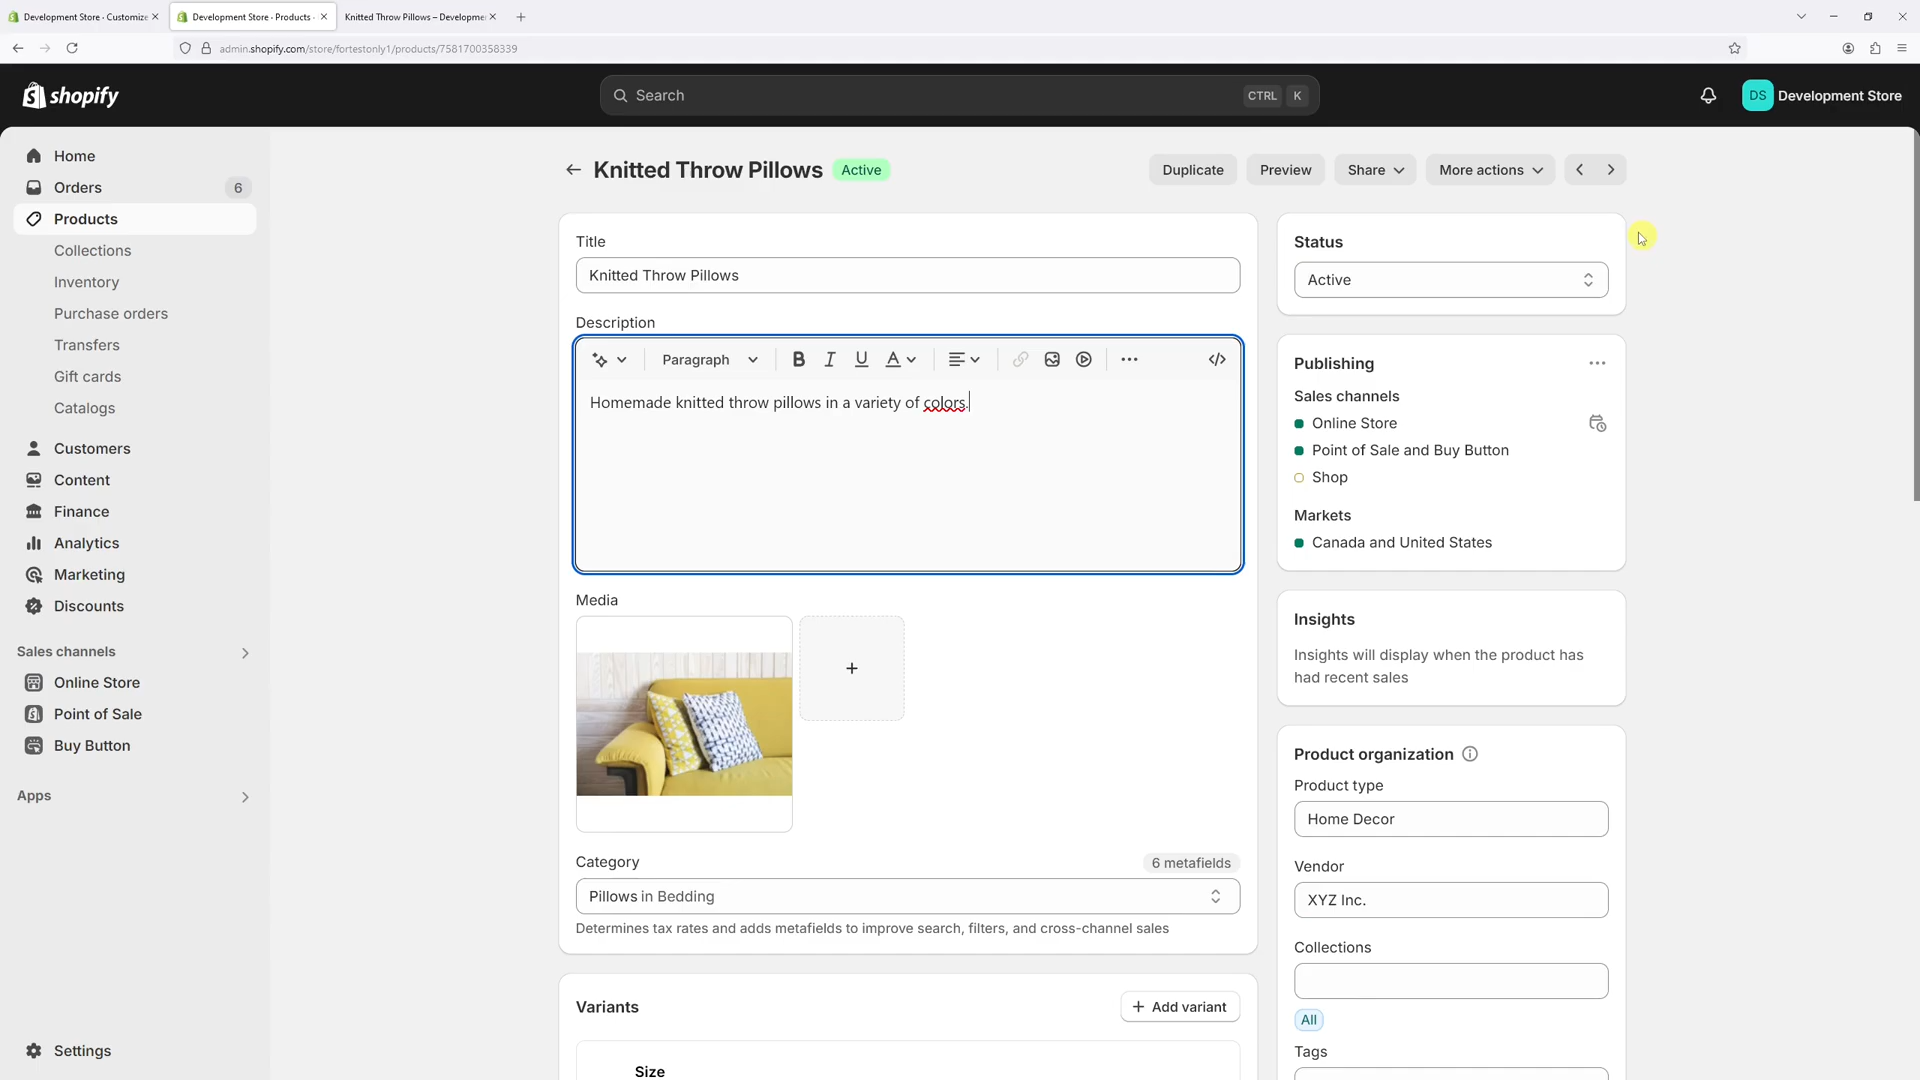 Development Store · Customize
Development Store · Products ·
Knitted Throw Pillows – Developme
admin.shopify.com/store/fortestonly1/products/7581700358339
shopify
Search
CTRL K
DS Development Store
Home
Orders 6
Products
Collections
Inventory
Purchase orders
Transfers
Gift cards
Catalogs
Customers
Content
Finance
Analytics
Marketing
Discounts
Sales channels
Online Store
Point of Sale
Buy Button
Apps
Settings
Knitted Throw Pillows Active
Duplicate Preview Share More actions
Title
Knitted Throw Pillows
Description
Paragraph B I U A
Homemade knitted throw pillows in a variety of colors.
Media
Category 6 metafields
Pillows in Bedding
Determines tax rates and adds metafields to improve search, filters, and cross-channel sales
Variants
+ Add variant
Size
Status
Active
Publishing
Sales channels
Online Store
Point of Sale and Buy Button
Shop
Markets
Canada and United States
Insights
Insights will display when the product has
had recent sales
Product organization
Product type
Home Decor
Vendor
XYZ Inc.
Collections
All
Tags